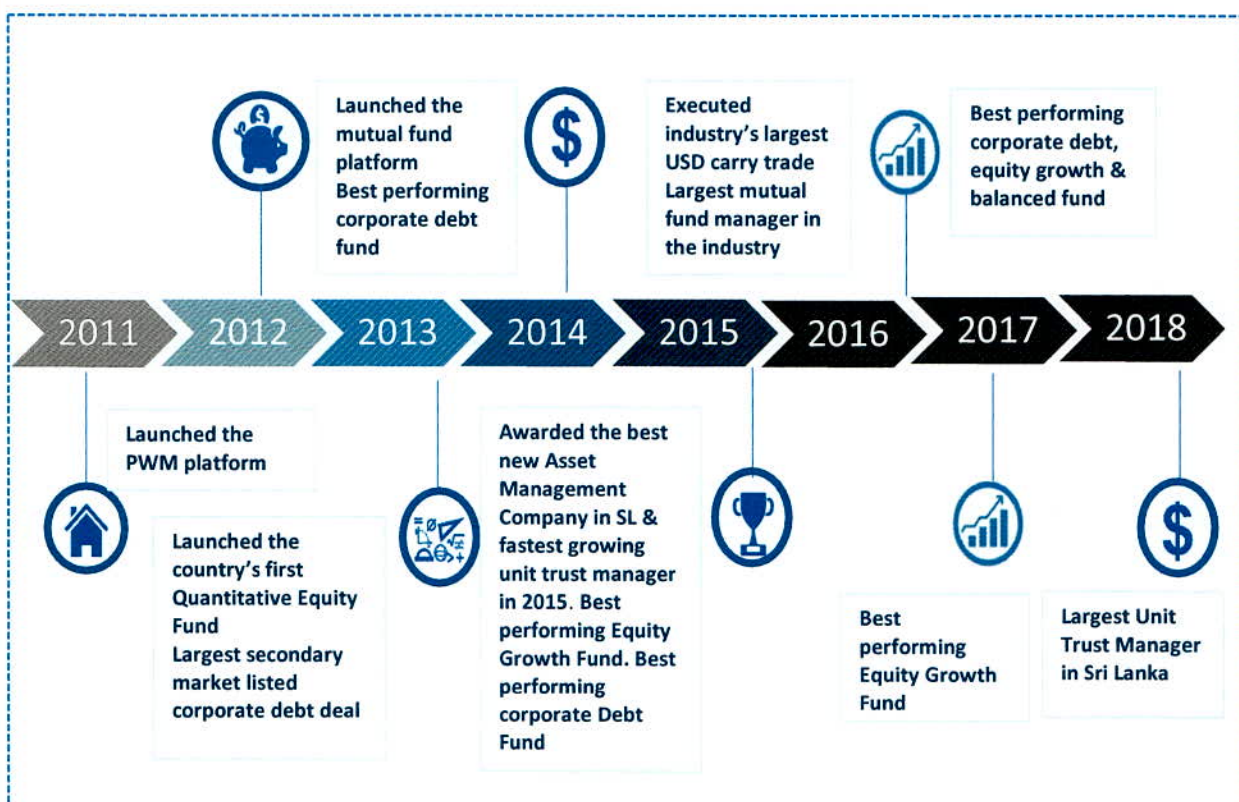 Launched the
mutual fund
platform
Best performing
corporate debt
fund
Executed
industry's largest
USD carry trade
Largest mutual
fund manager in
the industry
Best performing
corporate debt,
equity growth &
balanced fund
2011
2012
2013
2014
2015
2016
2017
2018
Launched the
PWM platform
Launched the
country's first
Quantitative Equity
Fund
Largest secondary
market listed
corporate debt deal
Awarded the best
new Asset
Management
Company in SL &
fastest growing
unit trust manager
in 2015. Best
performing Equity
Growth Fund. Best
performing
corporate Debt
Fund
Best
performing
Equity Growth
Fund
Largest Unit
Trust Manager
in Sri Lanka